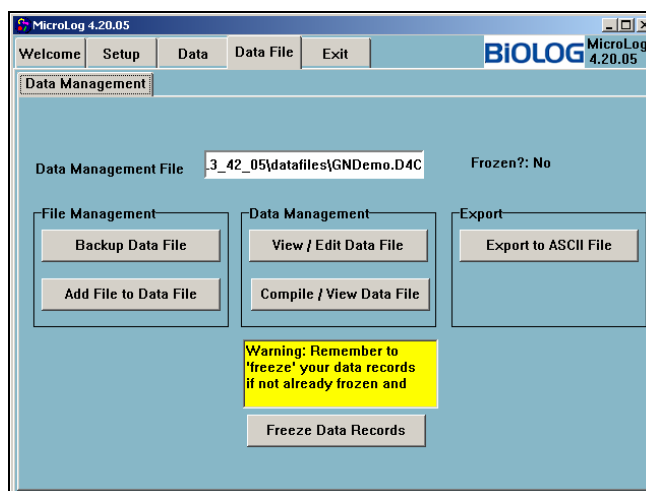 MicroLog 4.20.05
Welcome Setup Data Data File Exit BiOLOG MicroLog
4.20.05
Data Management
Data Management File .3_42_05\datafiles\GNDemo.D4C Frozen?: No
File Management Data Management Export
Backup Data File View / Edit Data File Export to ASCII File
Add File to Data File Compile / View Data File
Warning: Remember to
'freeze' your data records
if not already frozen and
Freeze Data Records